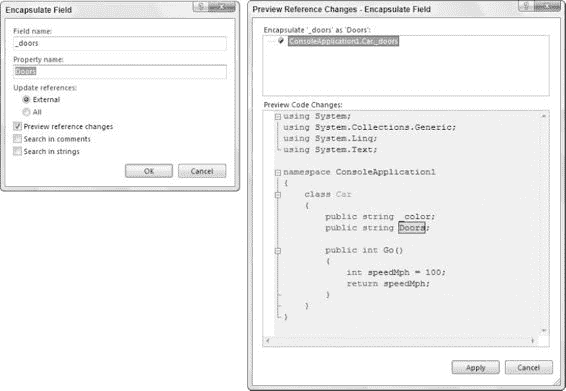 Encapsulate Field
Field name:
_doors
Property name:
Doors
Update references:
External
All
Preview reference changes
Search in comments
Search in strings
OK
Cancel
Preview Reference Changes - Encapsulate Field
Encapsulate '_doors' as 'Doors':
ConsoleApplication1.Car._doors
Preview Code Changes:
using System;
using System.Collections.Generic;
using System.Linq;
using System.Text;
namespace ConsoleApplication1
{
class Car
{
public string _color;
public string Doors;
public int Go()
{
int speedMph = 100;
return speedMph;
}
}
}
Apply
Cancel